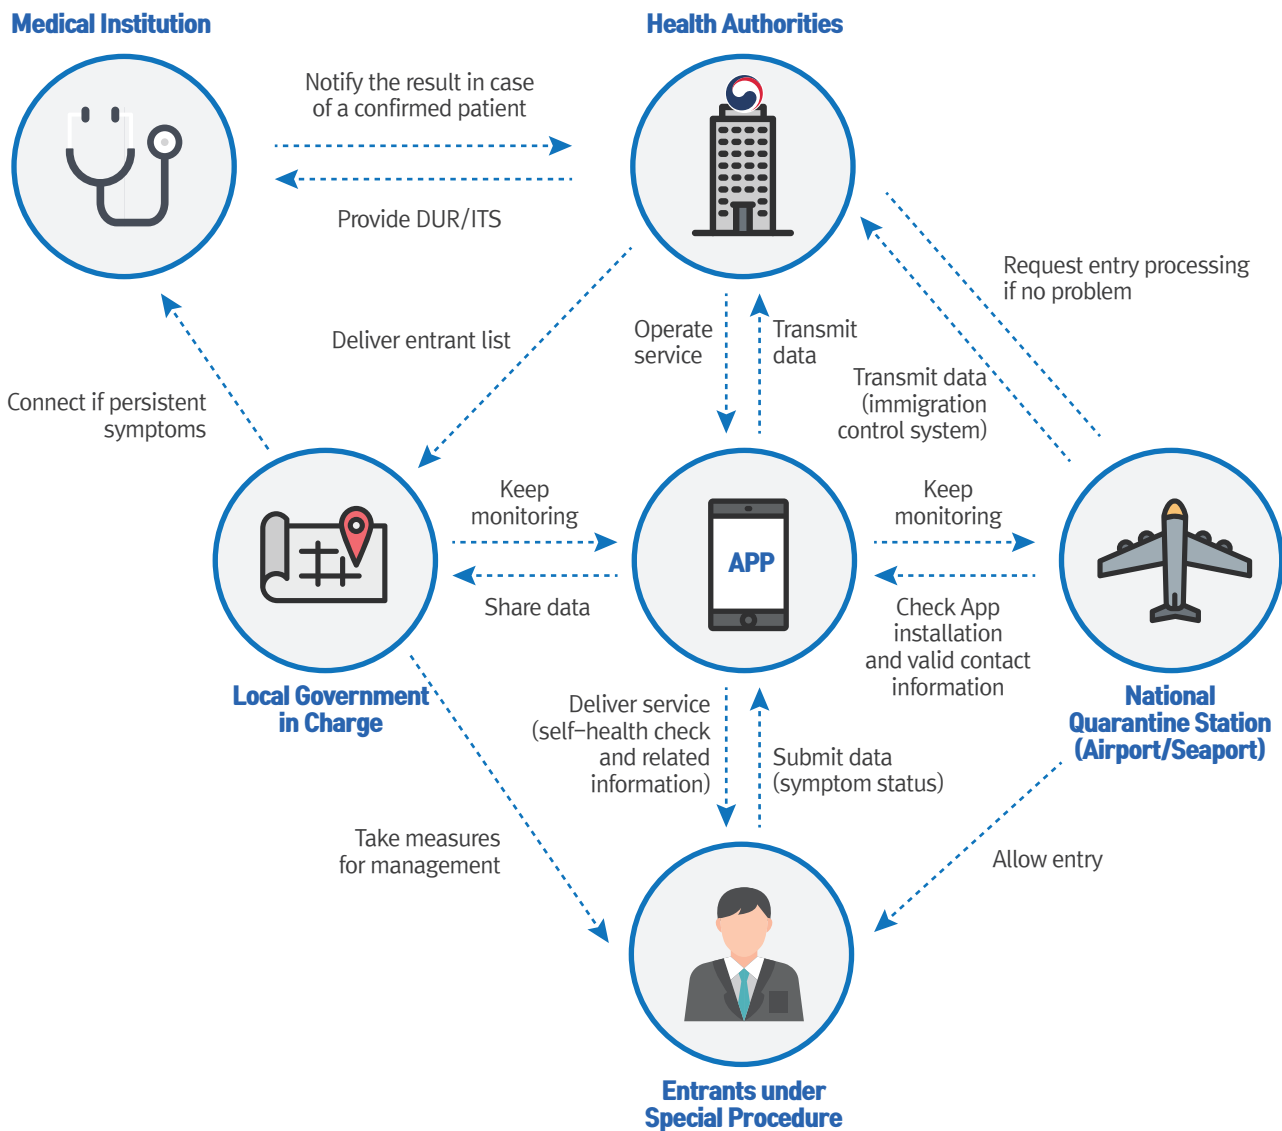 Medical Institution
Health Authorities
Notify the result in case
of a confirmed patient
Provide DUR/ITS
Request entry processing
if no problem
Deliver entrant list
Operate
service
Transmit
data
Transmit data
(immigration
control system)
Connect if persistent
symptoms
Keep
monitoring
Keep
monitoring
APP
Share data
Check App
installation
and valid contact
information
Local Government
in Charge
National
Quarantine Station
(Airport/Seaport)
Deliver service
(self-health check
and related
information)
Submit data
(symptom status)
Take measures
for management
Allow entry
Entrants under
Special Procedure